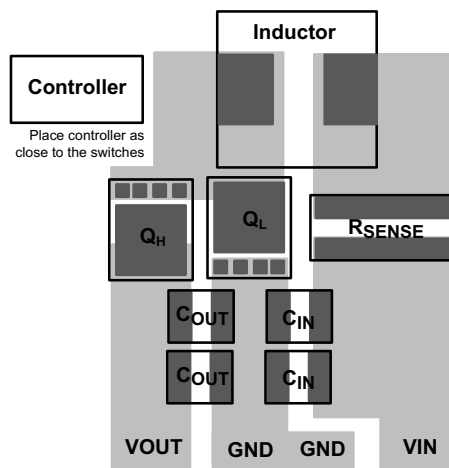 Inductor
Controller
Place controller as
close to the switches
QH
QL
RSENSE
COUT
CIN
COUT
CIN
VOUT
GND
GND
VIN